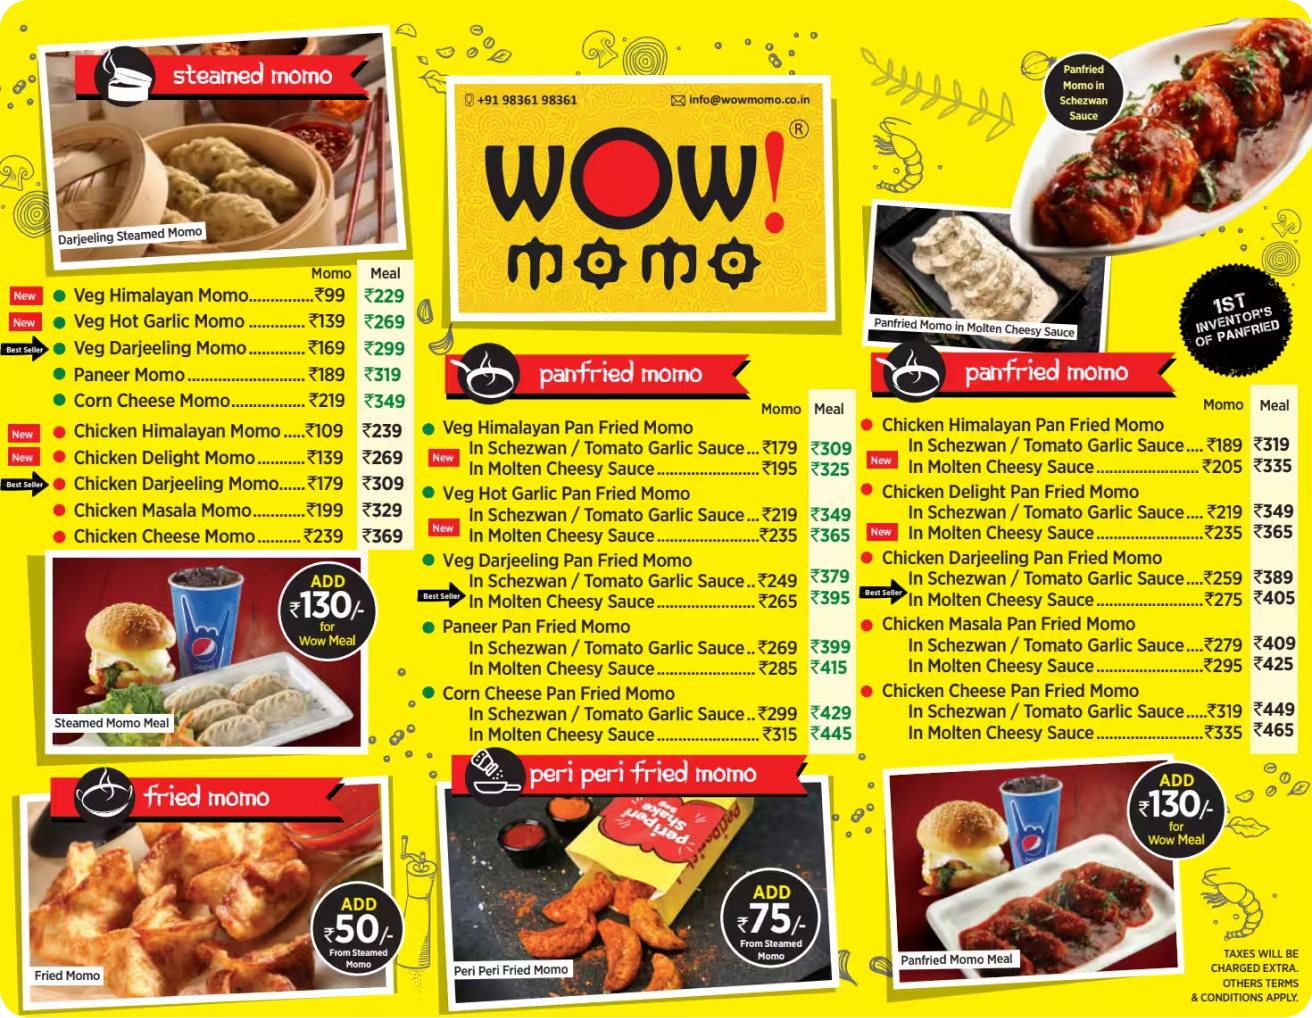 steamed momo
Darjeeling Steamed Momo
Momo Meal
New Veg Himalayan Momo..............₹99 ₹229
New Veg Hot Garlic Momo ............. ₹139 ₹269
Best Seller Veg Darjeeling Momo............. ₹169 ₹299
Paneer Momo.......................... ₹189 ₹319
Corn Cheese Momo................. ₹219 ₹349
New Chicken Himalayan Momo .....₹109 ₹239
New Chicken Delight Momo........... ₹139 ₹269
Best Seller Chicken Darjeeling Momo...... ₹179 ₹309
Chicken Masala Momo............₹199 ₹329
Chicken Cheese Momo.......... ₹239 ₹369
ADD
₹130/-
for
Wow Meal
Pepsi
Steamed Momo Meal
fried momo
ADD
₹50/-
From Steamed
Momo
Fried Momo
+91 98361 98361 info@wowmomo.co.in
®
WOW!
momo
panfried momo
Momo Meal
Veg Himalayan Pan Fried Momo
In Schezwan / Tomato Garlic Sauce... ₹179 ₹309
New In Molten Cheesy Sauce......................... ₹195 ₹325
Veg Hot Garlic Pan Fried Momo
In Schezwan / Tomato Garlic Sauce...₹219 ₹349
New In Molten Cheesy Sauce......................... ₹235 ₹365
Veg Darjeeling Pan Fried Momo
In Schezwan / Tomato Garlic Sauce.. ₹249 ₹379
Best Seller In Molten Cheesy Sauce........................ ₹265 ₹395
Paneer Pan Fried Momo
In Schezwan / Tomato Garlic Sauce.. ₹269 ₹399
In Molten Cheesy Sauce........................ ₹285 ₹415
Corn Cheese Pan Fried Momo
In Schezwan / Tomato Garlic Sauce.. ₹299 ₹429
In Molten Cheesy Sauce......................... ₹315 ₹445
peri peri fried momo
peri peri
Shake
Bag
ADD
₹75/-
From Steamed
Momo
Peri Peri Fried Momo
Panfried
Momo in
Schezwan
Sauce
Panfried Momo in Molten Cheesy Sauce
1ST
INVENTOR'S
OF PANFRIED
panfried momo
Momo Meal
Chicken Himalayan Pan Fried Momo
In Schezwan / Tomato Garlic Sauce.... ₹189 ₹319
New In Molten Cheesy Sauce......................... ₹205 ₹335
Chicken Delight Pan Fried Momo
In Schezwan / Tomato Garlic Sauce.... ₹219 ₹349
New In Molten Cheesy Sauce.......................... ₹235 ₹365
Chicken Darjeeling Pan Fried Momo
In Schezwan / Tomato Garlic Sauce....₹259 ₹389
Best Seller In Molten Cheesy Sauce.......................... ₹275 ₹405
Chicken Masala Pan Fried Momo
In Schezwan / Tomato Garlic Sauce.....₹279 ₹409
In Molten Cheesy Sauce.......................... ₹295 ₹425
Chicken Cheese Pan Fried Momo
In Schezwan / Tomato Garlic Sauce.....₹319 ₹449
In Molten Cheesy Sauce.......................... ₹335 ₹465
ADD
₹130/-
for
Wow Meal
Panfried Momo Meal
TAXES WILL BE
CHARGED EXTRA.
OTHERS TERMS
& CONDITIONS APPLY.